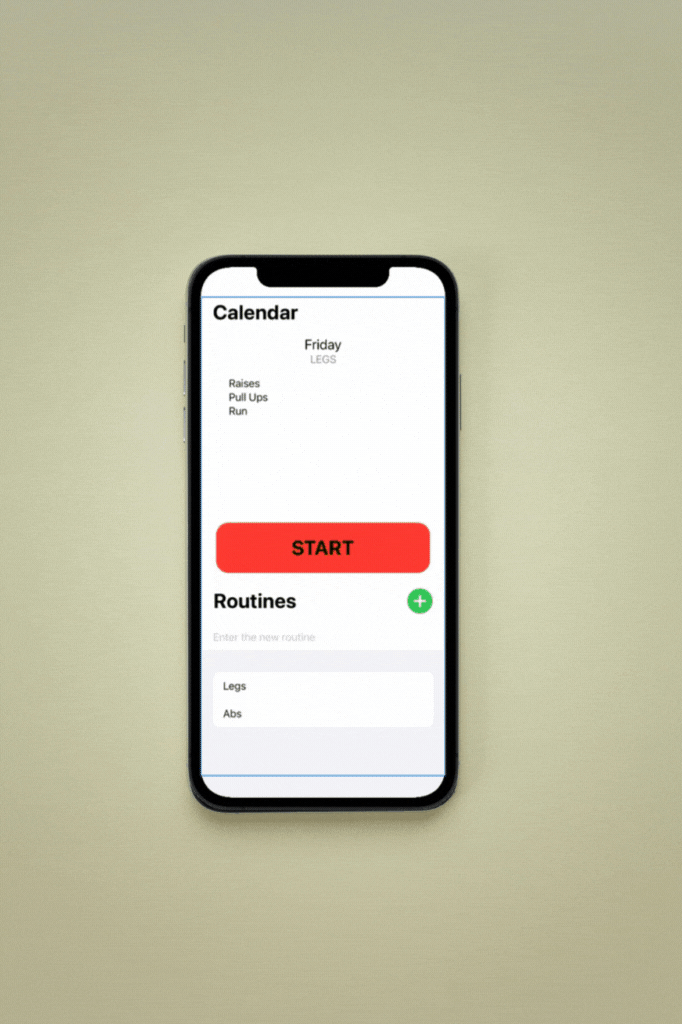 Calendar
Friday
LEGS
Raises
Pull Ups
Run
START
Routines
Enter the new routine
Legs
Abs